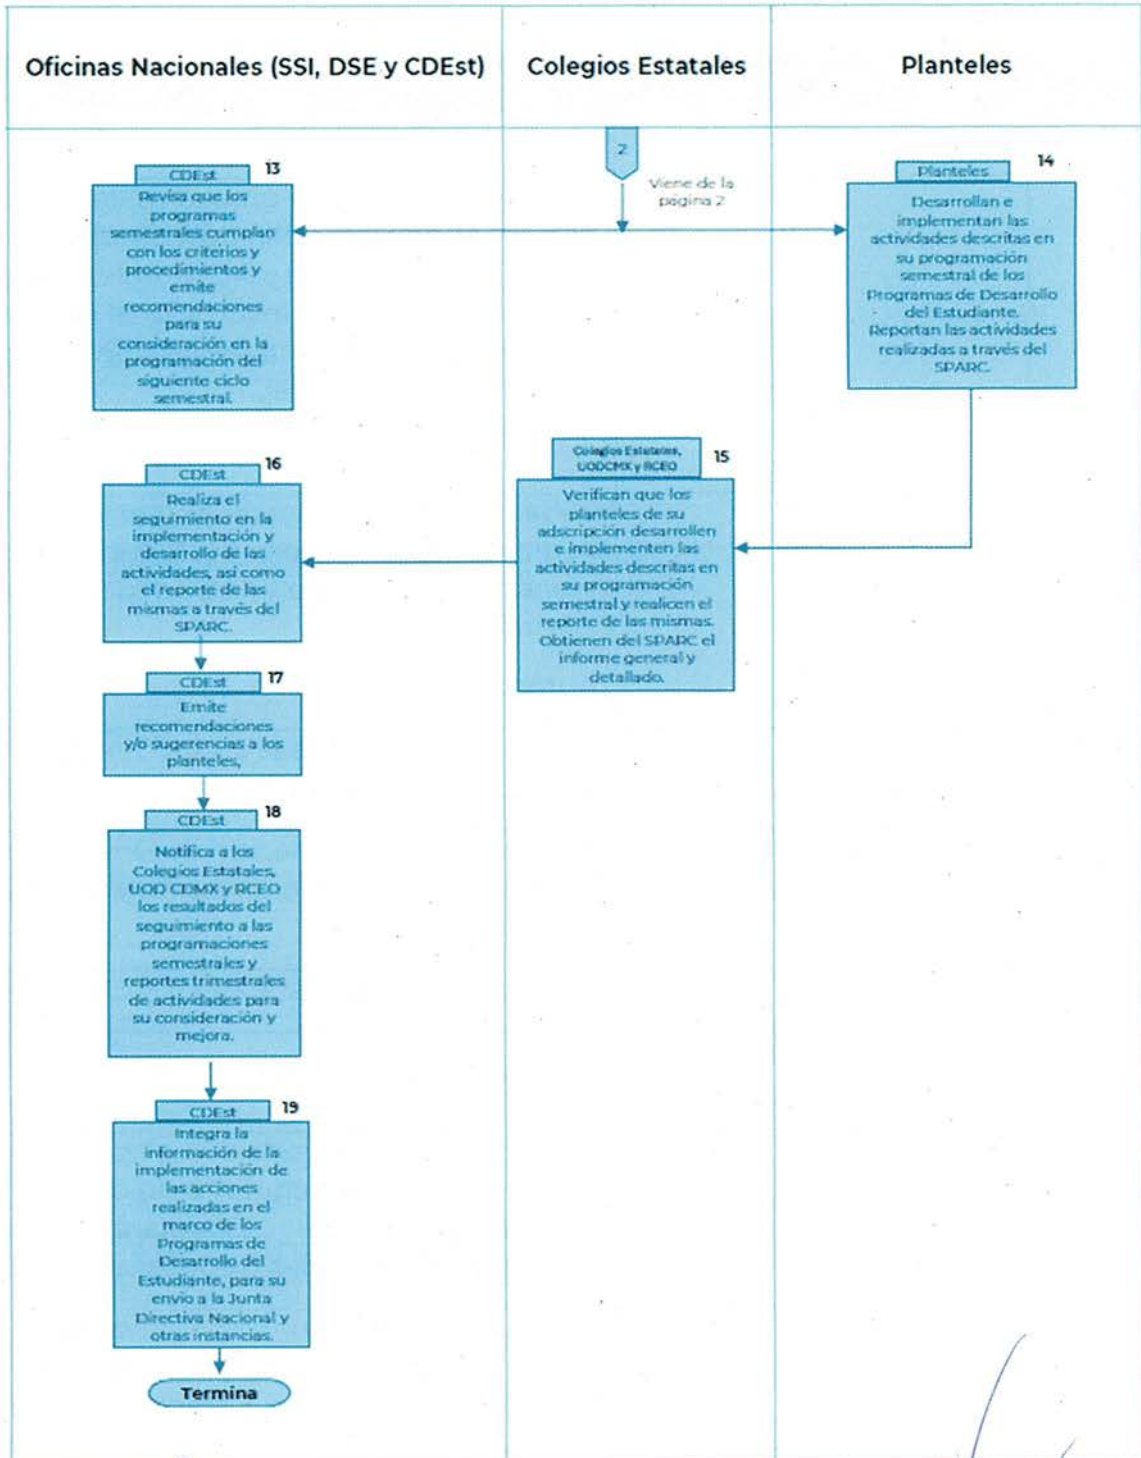 Oficinas Nacionales (SSI, DSE y CDEst)
Colegios Estatales
Planteles
2
Viene de la
página 2
CDEst
13
Revisa que los
programas
semestrales cumplan
con los criterios y
procedimientos y
emite
recomendaciones
para su
consideración en la
programación del
siguiente ciclo
semestral.
Planteles
14
Desarrollan e
implementan las
actividades descritas en
su programación
semestral de los
Programas de Desarrollo
del Estudiante.
Reportan las actividades
realizadas a través del
SPARC.
Colegios Estatales,
UODCMX y RCEO
15
Verifican que los
planteles de su
adscripción desarrollen
e implementen las
actividades descritas en
su programación
semestral y realicen el
reporte de las mismas.
Obtienen del SPARC el
informe general y
detallado.
CDEst
16
Realiza el
seguimiento en la
implementación y
desarrollo de las
actividades, así como
el reporte de las
mismas a través del
SPARC.
CDEst
17
Emite
recomendaciones
y/o sugerencias a los
planteles,
CDEst
18
Notifica a los
Colegios Estatales,
UOD CDMX y RCEO
los resultados del
seguimiento a las
programaciones
semestrales y
reportes trimestrales
de actividades para
su consideración y
mejora.
CDEst
19
Integra la
información de la
implementación de
las acciones
realizadas en el
marco de los
Programas de
Desarrollo del
Estudiante, para su
envío a la Junta
Directiva Nacional y
otras instancias.
Termina